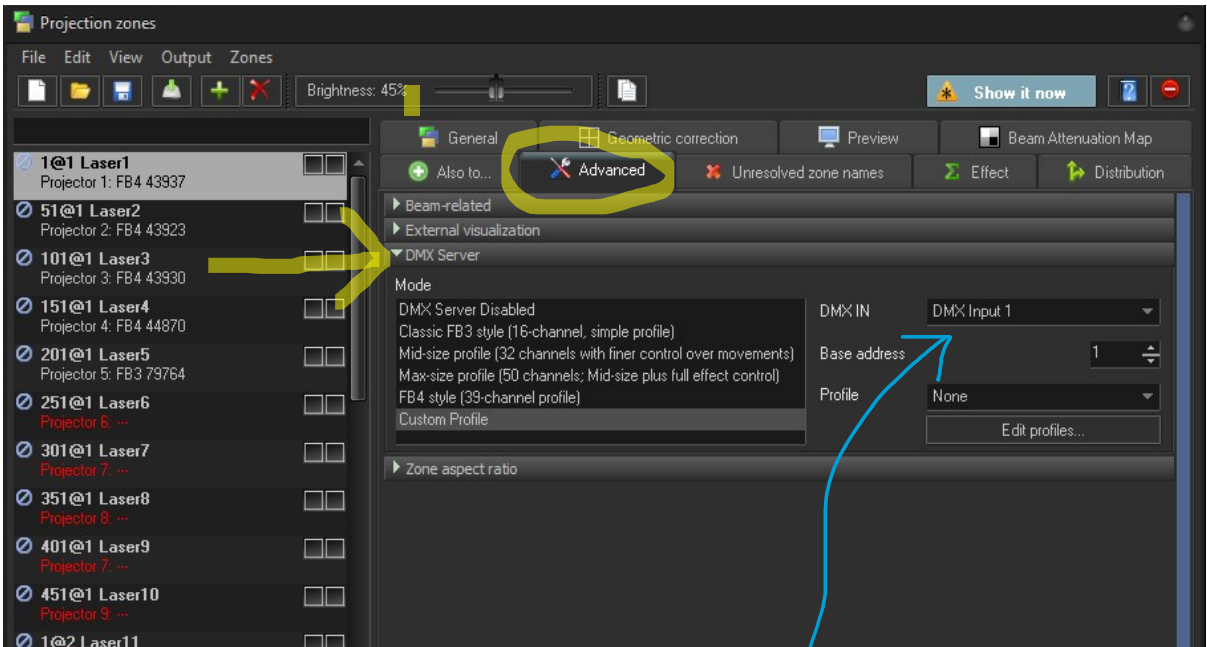 Projection zones
File Edit View Output Zones
Brightness: 45%
Show it now
General
Geometric correction
Preview
Beam Attenuation Map
Also to...
Advanced
Unresolved zone names
Effect
Distribution
1@1 Laser1
Projector 1: FB4 43937
51@1 Laser2
Projector 2: FB4 43923
101@1 Laser3
Projector 3: FB4 43930
151@1 Laser4
Projector 4: FB4 44870
201@1 Laser5
Projector 5: FB3 79764
251@1 Laser6
Projector 6: ---
301@1 Laser7
Projector 7: ---
351@1 Laser8
Projector 8: ---
401@1 Laser9
Projector 7: ---
451@1 Laser10
Projector 9: ---
1@2 Laser11
Beam-related
External visualization
DMX Server
Mode
DMX Server Disabled
Classic FB3 style (16-channel, simple profile)
Mid-size profile (32 channels with finer control over movements)
Max-size profile (50 channels; Mid-size plus full effect control)
FB4 style (39-channel profile)
Custom Profile
DMX IN
DMX Input 1
Base address
1
Profile
None
Edit profiles...
Zone aspect ratio